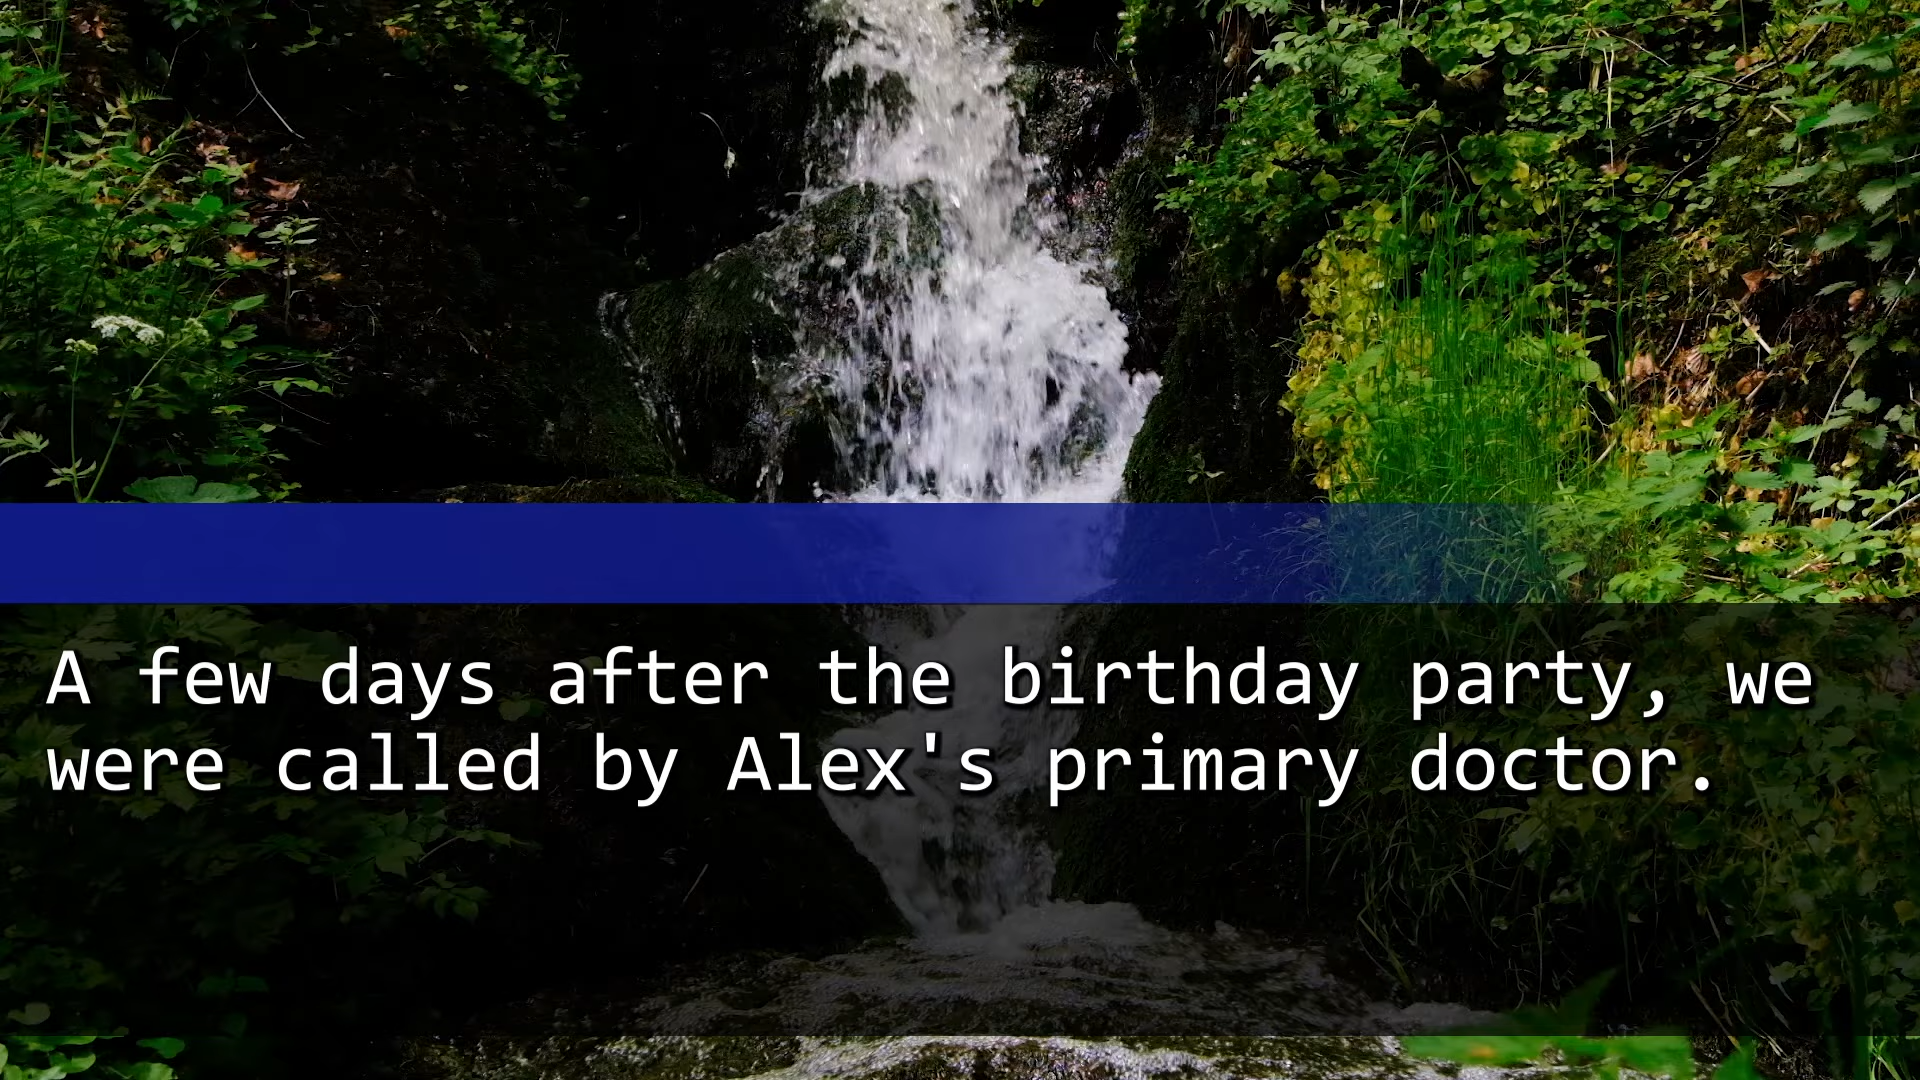 A few days after the birthday party, we
were called by Alex's primary doctor.